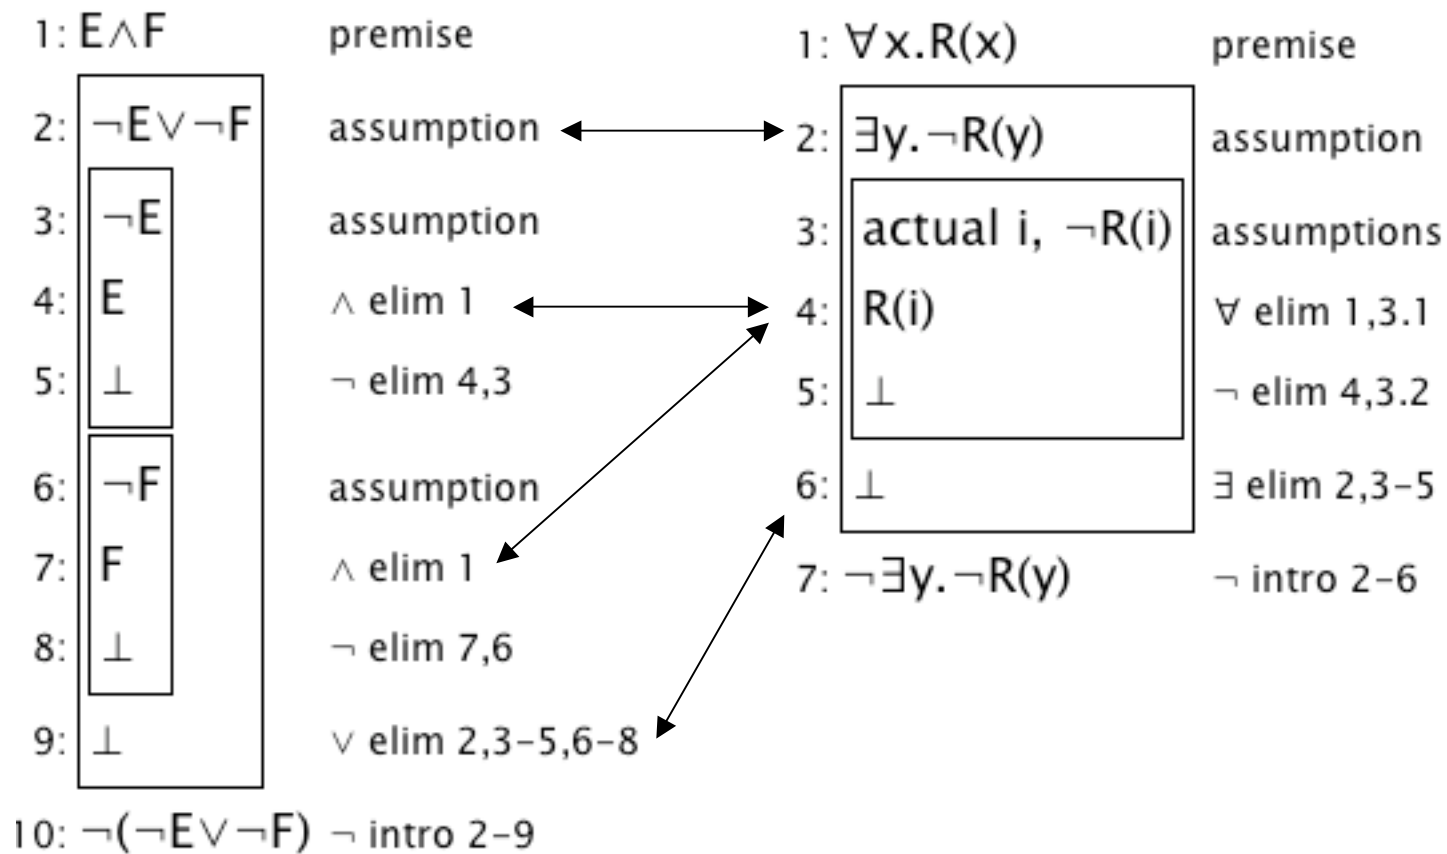 1: E∧F premise
2: ¬E∨¬F assumption
3: ¬E assumption
4: E ∧ elim 1
5: ⊥ ¬ elim 4,3
6: ¬F assumption
7: F ∧ elim 1
8: ⊥ ¬ elim 7,6
9: ⊥ ∨ elim 2,3-5,6-8
10: ¬(¬E∨¬F) ¬ intro 2-9
1: ∀x.R(x) premise
2: ∃y.¬R(y) assumption
3: actual i, ¬R(i) assumptions
4: R(i) ∀ elim 1,3.1
5: ⊥ ¬ elim 4,3.2
6: ⊥ ∃ elim 2,3-5
7: ¬∃y.¬R(y) ¬ intro 2-6